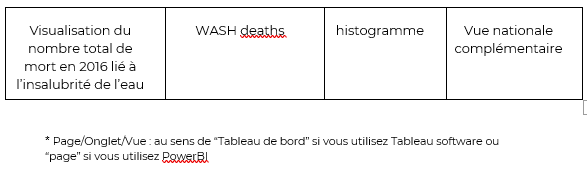 Visualisation du
nombre total de
mort en 2016 lié à
l'insalubrité de l'eau
WASH deaths
histogramme
Vue nationale
complémentaire
* Page/Onglet/Vue : au sens de “Tableau de bord” si vous utilisez Tableau software ou
“page” si vous utilisez PowerBI